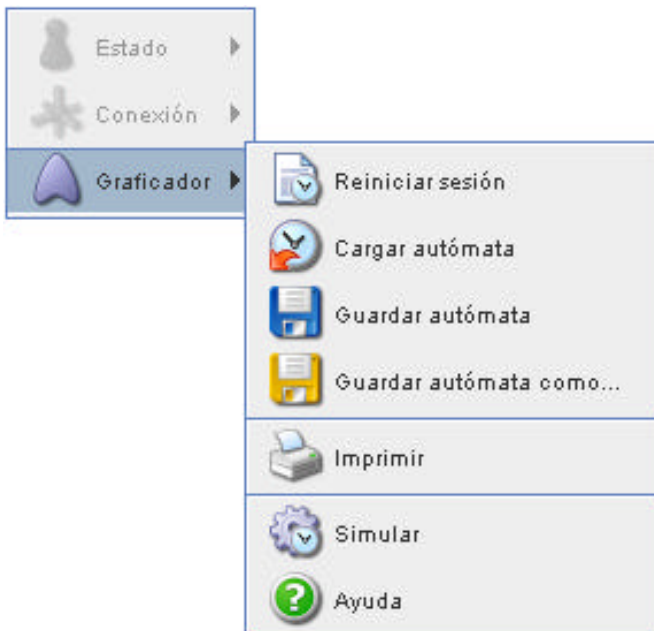 Estado
Conexión
Graficador
Reiniciar sesión
Cargar autómata
Guardar autómata
Guardar autómata como...
Imprimir
Simular
Ayuda